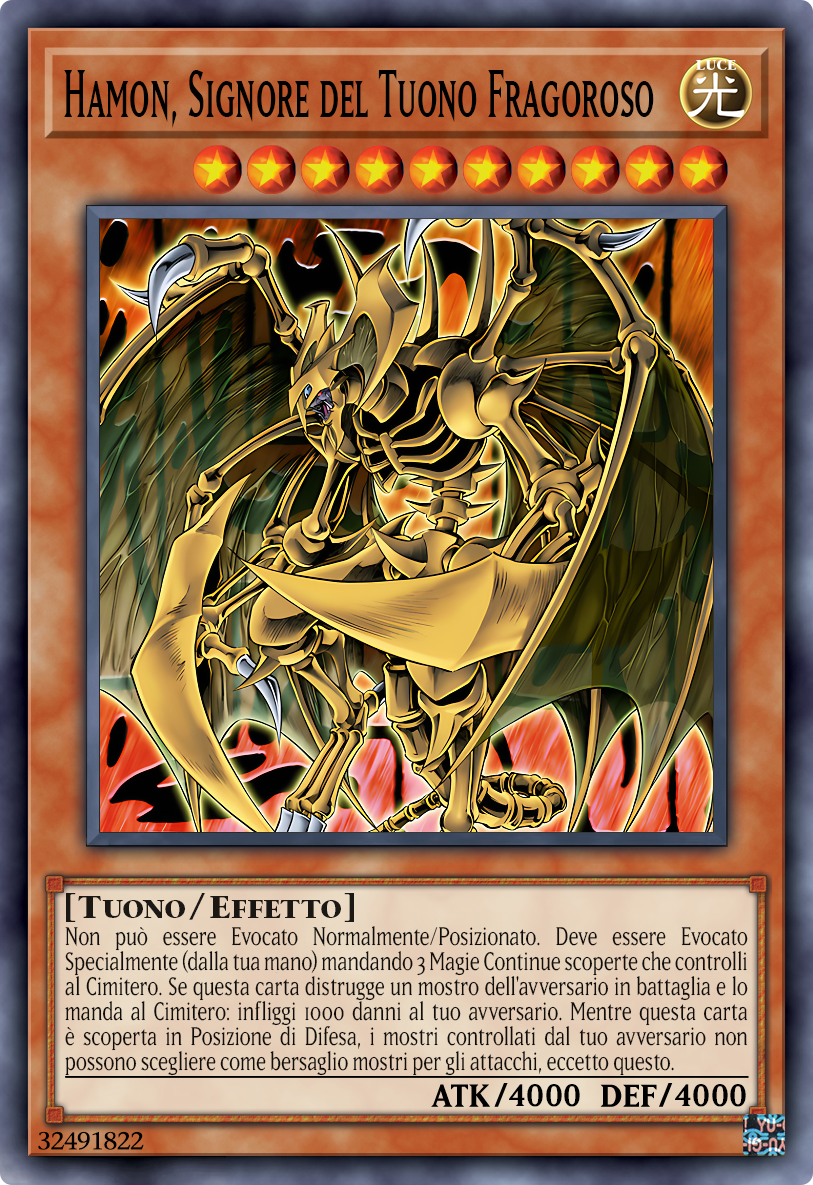 Hamon, Signore del Tuono Fragoroso
LUCE
光
[Tuono/Effetto]
Non può essere Evocato Normalmente/Posizionato. Deve essere Evocato
Specialmente (dalla tua mano) mandando 3 Magie Continue scoperte che controlli
al Cimitero. Se questa carta distrugge un mostro dell'avversario in battaglia e lo
manda al Cimitero: infliggi 1000 danni al tuo avversario. Mentre questa carta
è scoperta in Posizione di Difesa, i mostri controllati dal tuo avversario non
possono scegliere come bersaglio mostri per gli attacchi, eccetto questo.
ATK/4000 DEF/4000
32491822